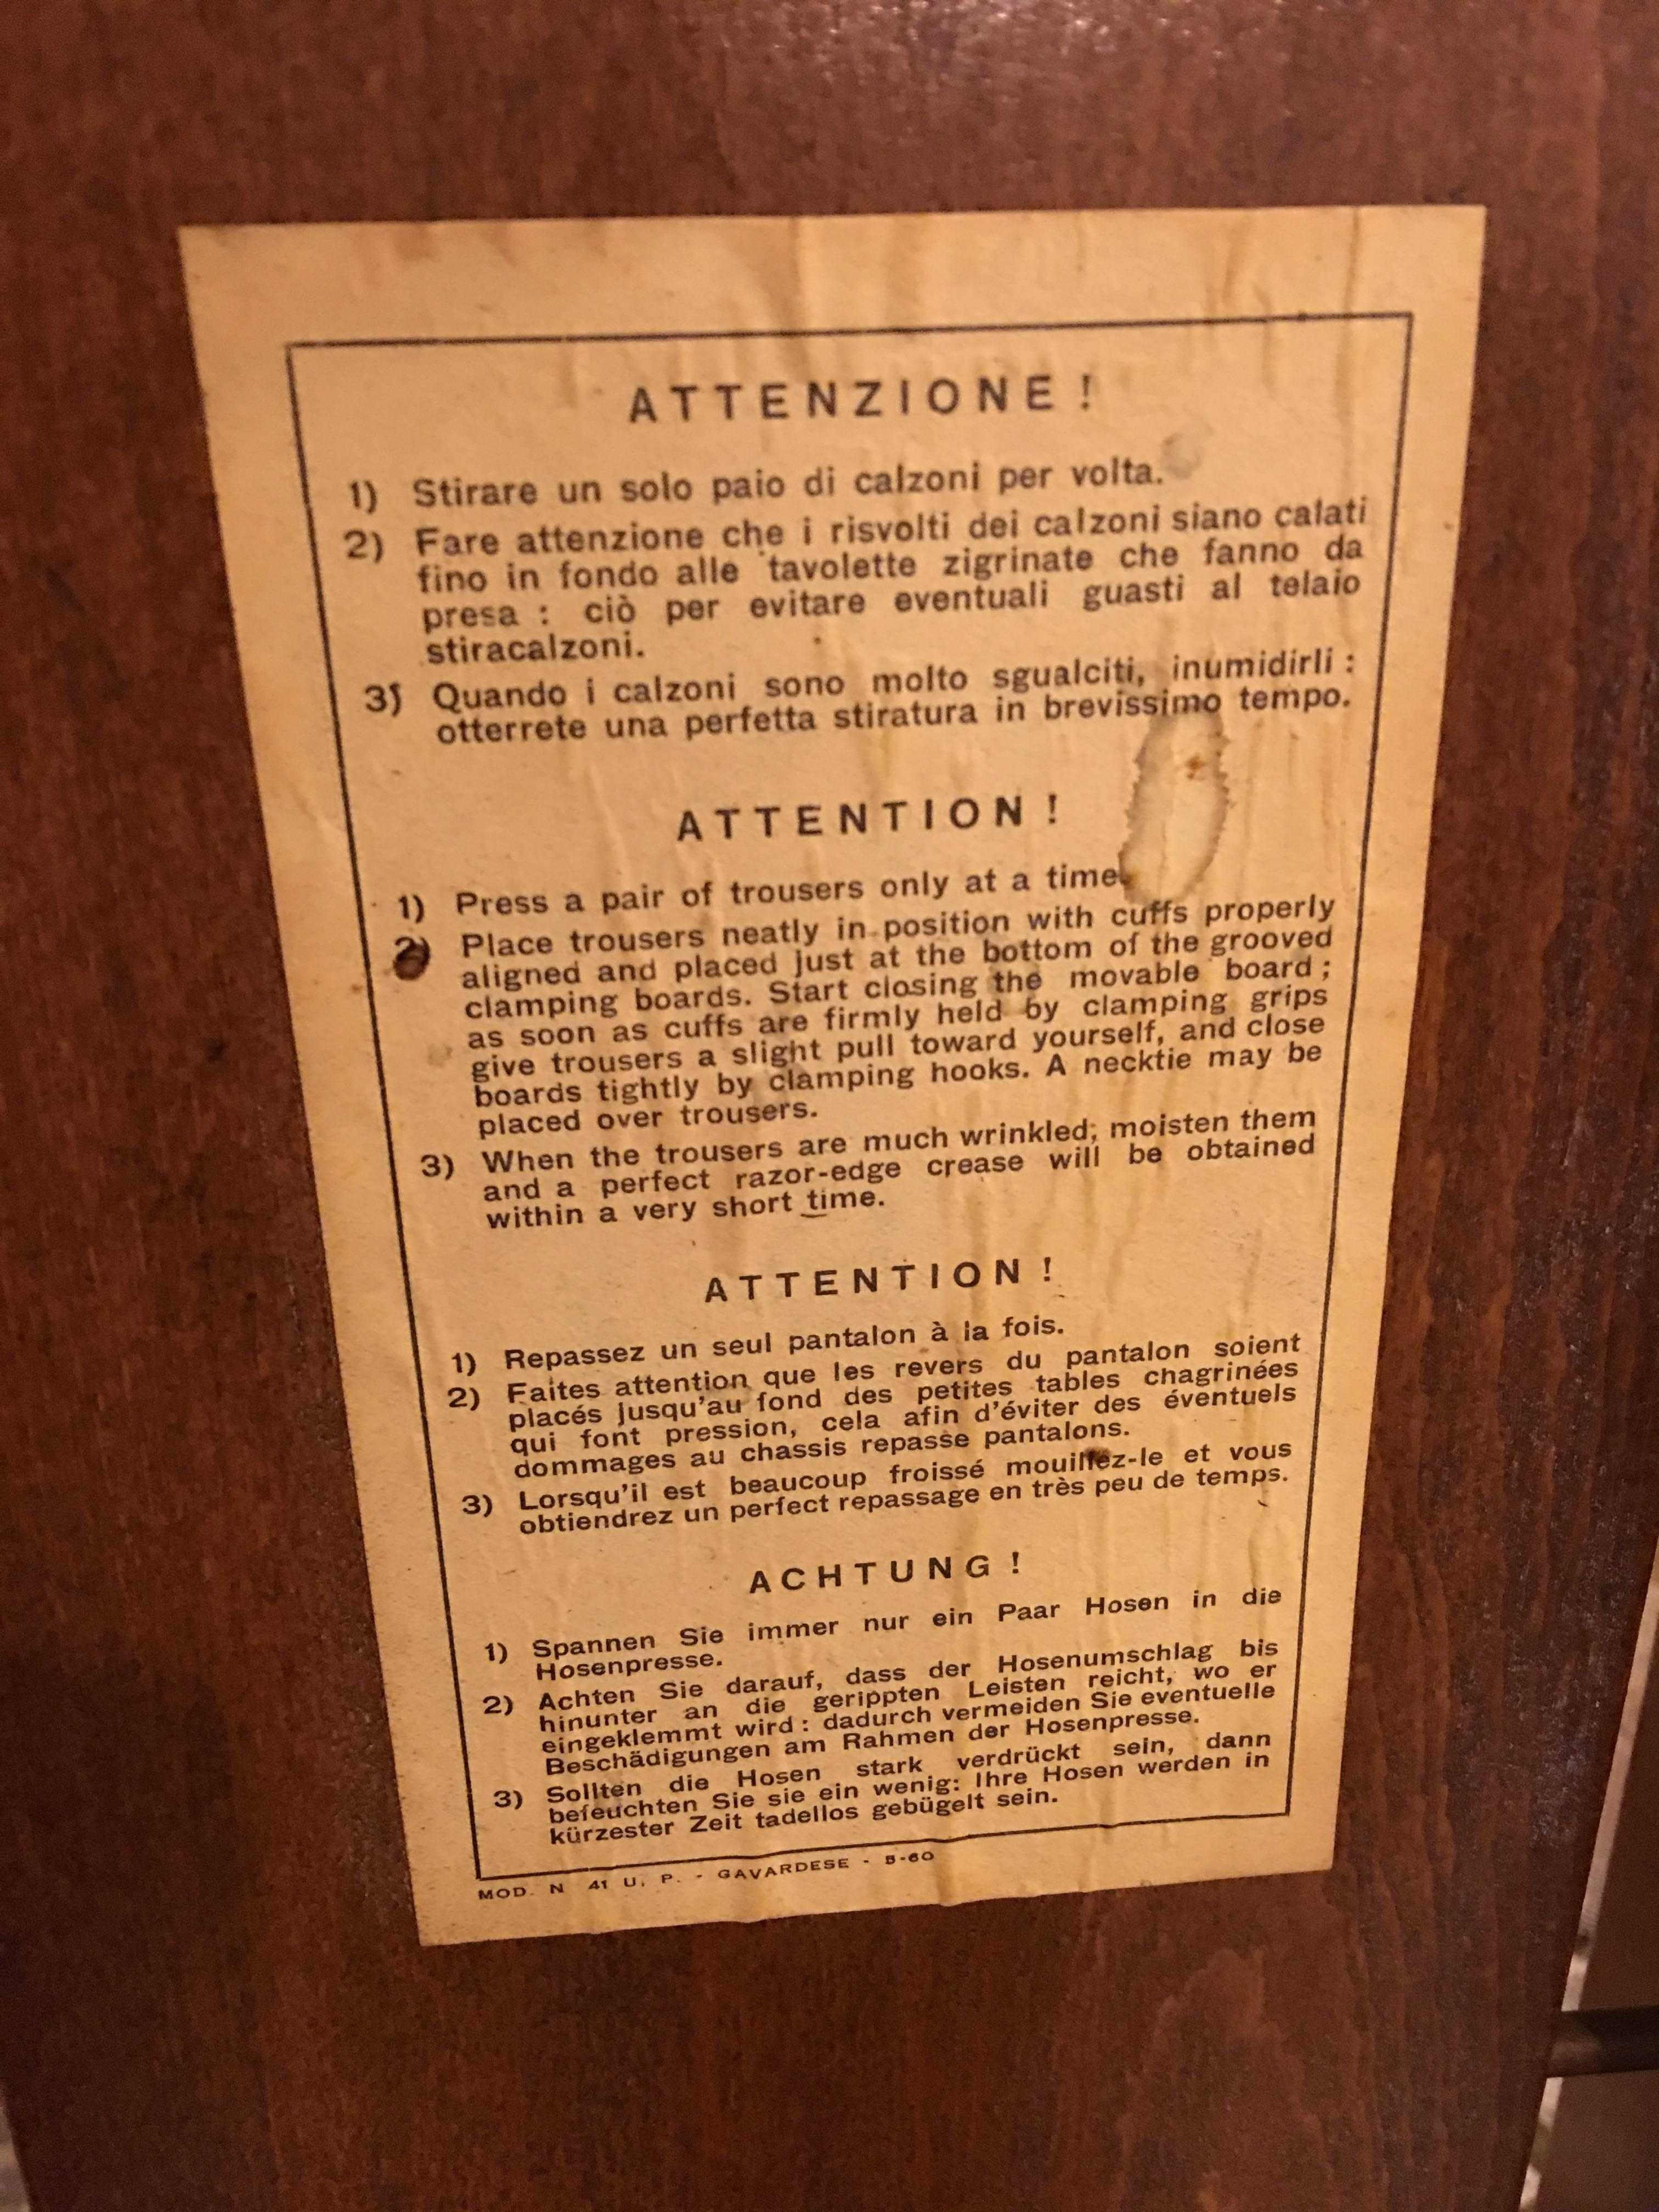 ATTENZIONE !
1) Stirare un solo paio di calzoni per volta.
2) Fare attenzione che i risvolti dei calzoni siano calati
fino in fondo alle tavolette zigrinate che fanno da
presa : ciò per evitare eventuali guasti al telaio
stiracalzoni.
3) Quando i calzoni sono molto sgualciti, inumidirli :
otterrete una perfetta stiratura in brevissimo tempo.
ATTENTION !
1) Press a pair of trousers only at a time.
2) Place trousers neatly in position with cuffs properly
aligned and placed just at the bottom of the grooved
clamping boards. Start closing the movable board ;
as soon as cuffs are firmly held by clamping grips
give trousers a slight pull toward yourself, and close
boards tightly by clamping hooks. A necktie may be
placed over trousers.
3) When the trousers are much wrinkled, moisten them
and a perfect razor-edge crease will be obtained
within a very short time.
ATTENTION !
1) Repassez un seul pantalon à la fois.
2) Faites attention que les revers du pantalon soient
placés jusqu'au fond des petites tables chagrinées
qui font pression, cela afin d'éviter des éventuels
dommages au chassis repasse pantalons.
3) Lorsqu'il est beaucoup froissé mouillez-le et vous
obtiendrez un perfect repassage en très peu de temps.
ACHTUNG !
1) Spannen Sie immer nur ein Paar Hosen in die
Hosenpresse.
2) Achten Sie darauf, dass der Hosenumschlag bis
hinunter an die gerippten Leisten reicht, wo er
eingeklemmt wird : dadurch vermeiden Sie eventuelle
Beschädigungen am Rahmen der Hosenpresse.
3) Sollten die Hosen stark verdrückt sein, dann
befeuchten Sie sie ein wenig: Ihre Hosen werden in
kürzester Zeit tadellos gebügelt sein.
MOD. N 41 U. P. - GAVARDESE - 5-60